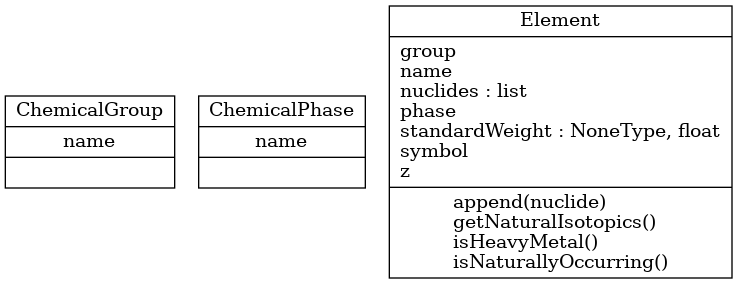 ChemicalGroup
name
ChemicalPhase
name
Element
group
name
nuclides : list
phase
standardWeight : NoneType, float
symbol
z
append(nuclide)
getNaturalIsotopics()
isHeavyMetal()
isNaturallyOccurring()